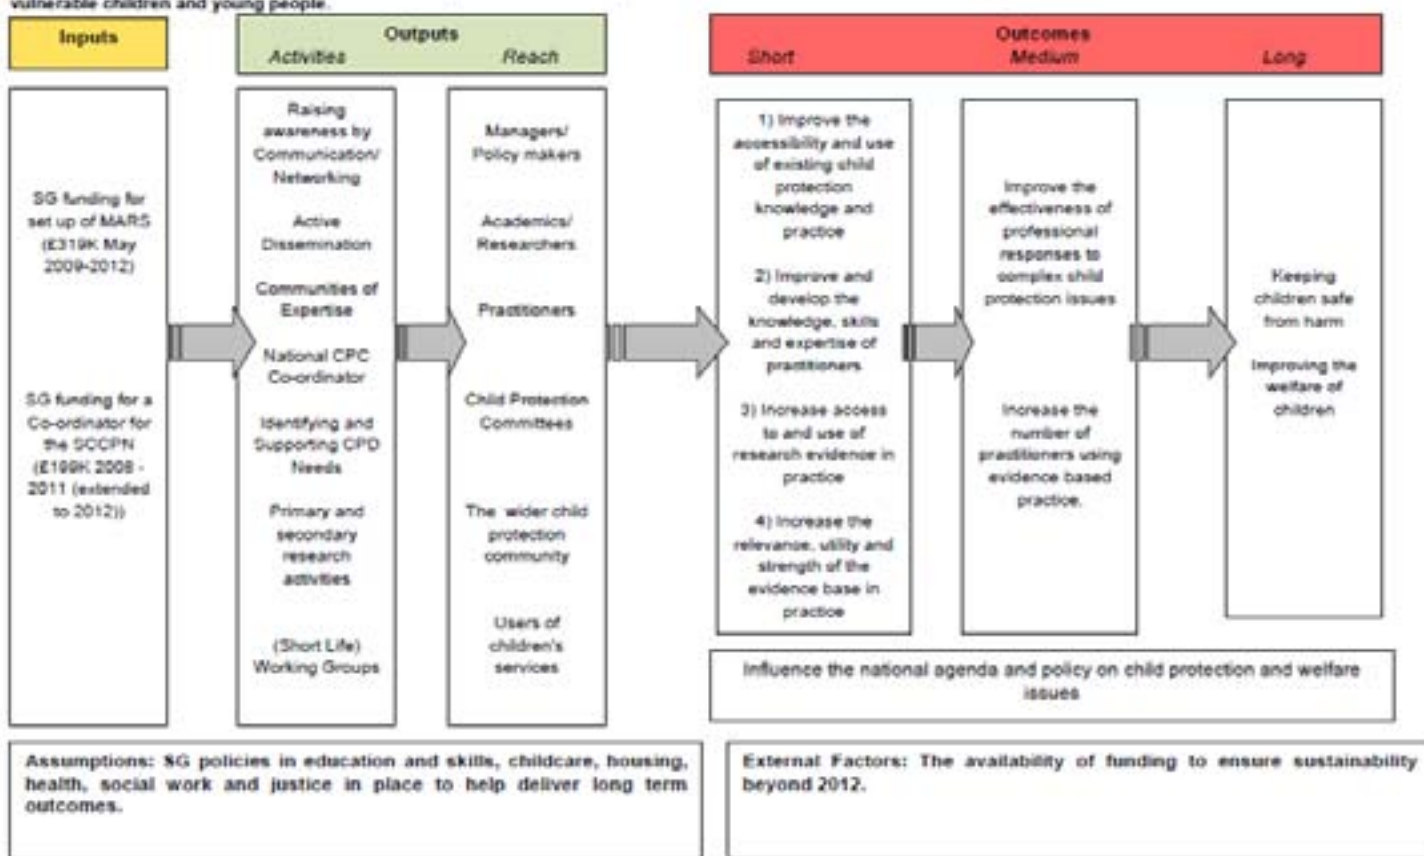 vulnerable children and young people.
Inputs
Outputs
Activities
Reach
Outcomes
Short
Medium
Long
SG funding for
set up of MARS
(£319K May
2009-2012)
SG funding for a
Co-ordinator for
the SCCPN
(£199K 2008 -
2011 (extended
to 2012))
Raising
awareness by
Communication/
Networking
Active
Dissemination
Communities of
Expertise
National CPC
Co-ordinator
Identifying and
Supporting CPD
Needs
Primary and
secondary
research
activities
(Short Life)
Working Groups
Managers/
Policy makers
Academics/
Researchers
Practitioners
Child Protection
Committees
The wider child
protection
community
Users of
children's
services
1) Improve the
accessibility and use
of existing child
protection
knowledge and
practice
2) Improve and
develop the
knowledge, skills
and expertise of
practitioners
3) Increase access
to and use of
research evidence in
practice
4) Increase the
relevance, utility and
strength of the
evidence base in
practice
Improve the
effectiveness of
professional
responses to
complex child
protection issues
Increase the
number of
practitioners using
evidence based
practice.
Keeping
children safe
from harm
Improving the
welfare of
children
Influence the national agenda and policy on child protection and welfare
issues
Assumptions: SG policies in education and skills, childcare, housing,
health, social work and justice in place to help deliver long term
outcomes.
External Factors: The availability of funding to ensure sustainability
beyond 2012.